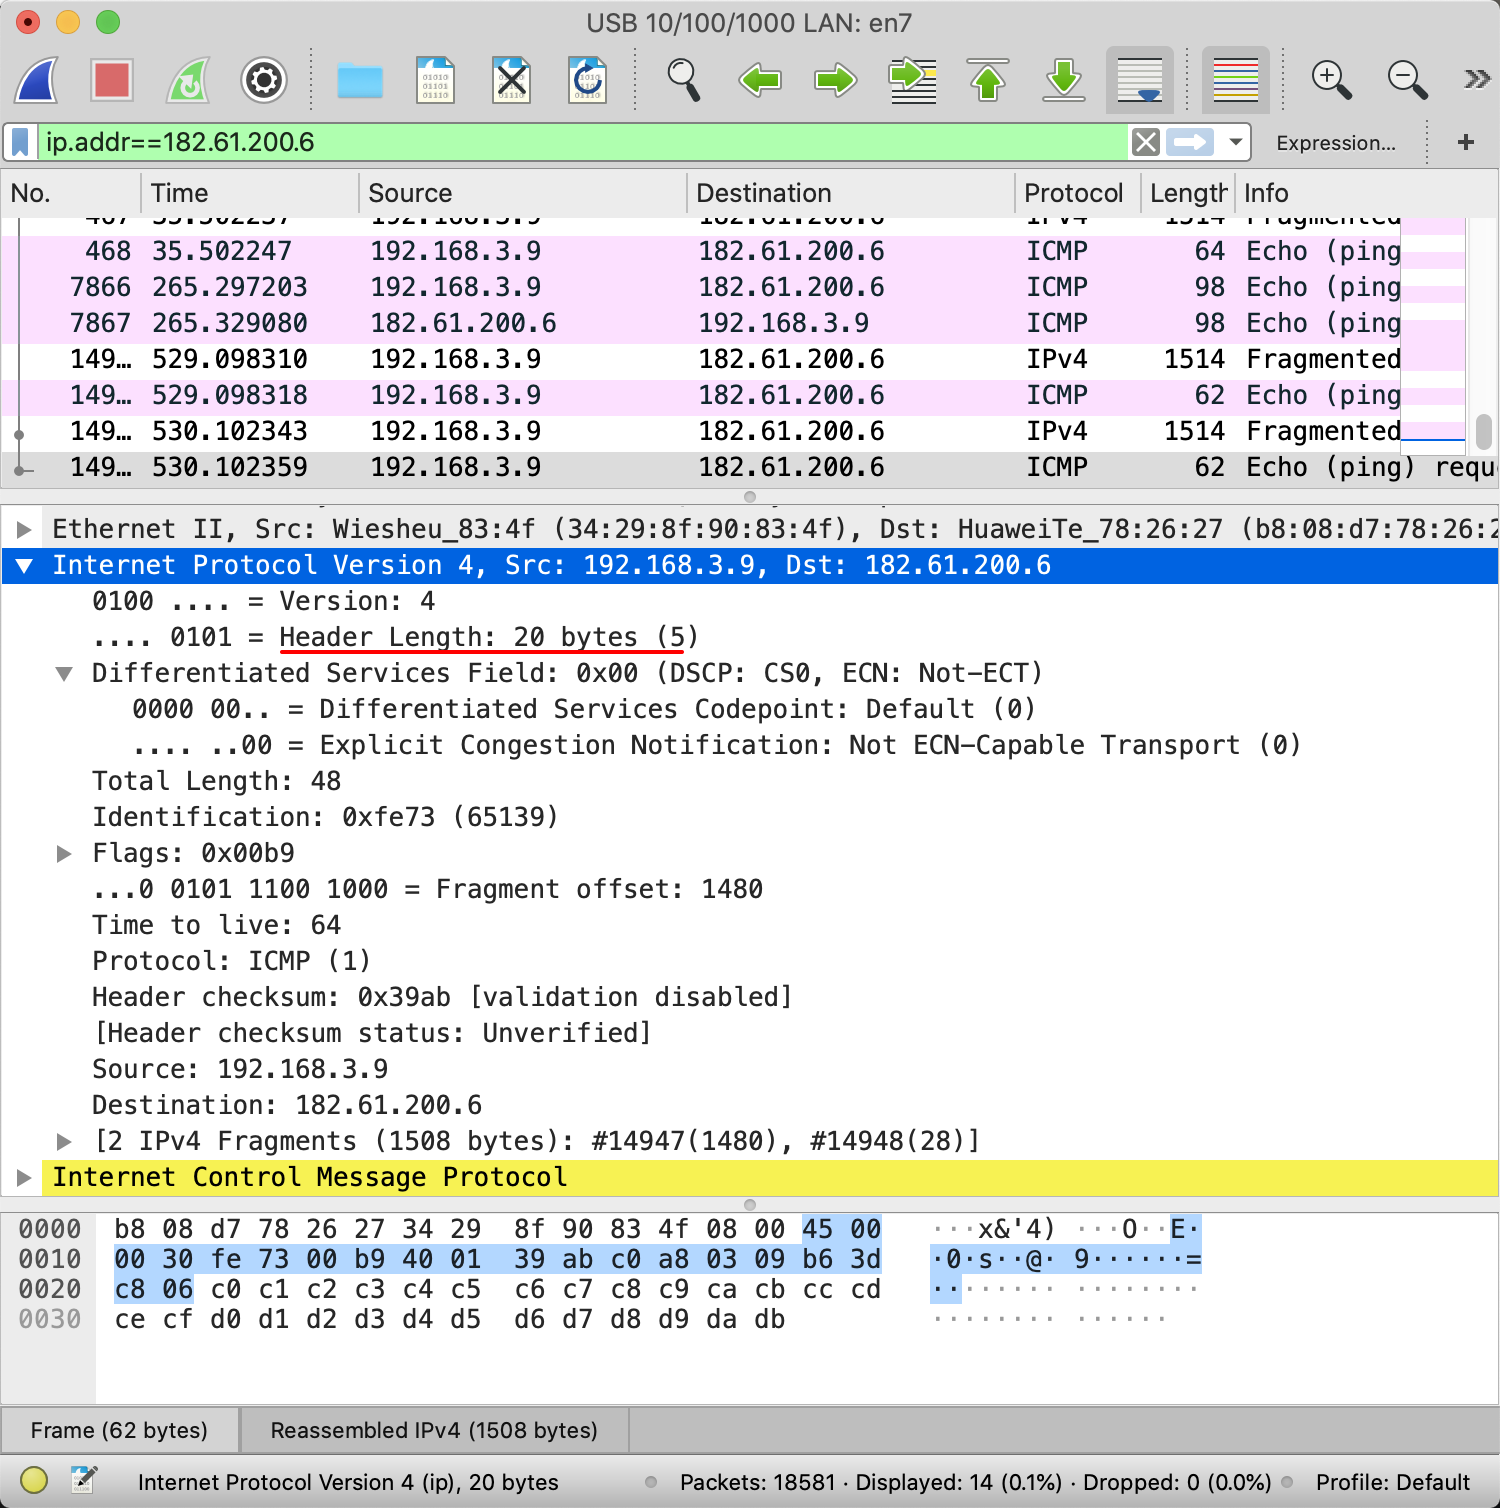 USB 10/100/1000 LAN: en7
ip.addr==182.61.200.6 Expression... +
No. Time Source Destination Protocol Length Info
467 35.502237 192.168.3.9 182.61.200.6 IPv4 1514 Fragmented
468 35.502247 192.168.3.9 182.61.200.6 ICMP 64 Echo (ping
7866 265.297203 192.168.3.9 182.61.200.6 ICMP 98 Echo (ping
7867 265.329080 182.61.200.6 192.168.3.9 ICMP 98 Echo (ping
149… 529.098310 192.168.3.9 182.61.200.6 IPv4 1514 Fragmented
149… 529.098318 192.168.3.9 182.61.200.6 ICMP 62 Echo (ping
149… 530.102343 192.168.3.9 182.61.200.6 IPv4 1514 Fragmented
149… 530.102359 192.168.3.9 182.61.200.6 ICMP 62 Echo (ping) requ
Ethernet II, Src: Wiesheu_83:4f (34:29:8f:90:83:4f), Dst: HuaweiTe_78:26:27 (b8:08:d7:78:26:2
Internet Protocol Version 4, Src: 192.168.3.9, Dst: 182.61.200.6
0100 .... = Version: 4
.... 0101 = Header Length: 20 bytes (5)
Differentiated Services Field: 0x00 (DSCP: CS0, ECN: Not-ECT)
0000 00.. = Differentiated Services Codepoint: Default (0)
.... ..00 = Explicit Congestion Notification: Not ECN-Capable Transport (0)
Total Length: 48
Identification: 0xfe73 (65139)
Flags: 0x00b9
...0 0101 1100 1000 = Fragment offset: 1480
Time to live: 64
Protocol: ICMP (1)
Header checksum: 0x39ab [validation disabled]
[Header checksum status: Unverified]
Source: 192.168.3.9
Destination: 182.61.200.6
[2 IPv4 Fragments (1508 bytes): #14947(1480), #14948(28)]
Internet Control Message Protocol
0000 b8 08 d7 78 26 27 34 29 8f 90 83 4f 08 00 45 00 ···x&'4) ···O··E·
0010 00 30 fe 73 00 b9 40 01 39 ab c0 a8 03 09 b6 3d ·0·s··@· 9······=
0020 c8 06 c0 c1 c2 c3 c4 c5 c6 c7 c8 c9 ca cb cc cd ········ ········
0030 ce cf d0 d1 d2 d3 d4 d5 d6 d7 d8 d9 da db ········ ······
Frame (62 bytes) Reassembled IPv4 (1508 bytes)
Internet Protocol Version 4 (ip), 20 bytes Packets: 18581 · Displayed: 14 (0.1%) · Dropped: 0 (0.0%) Profile: Default